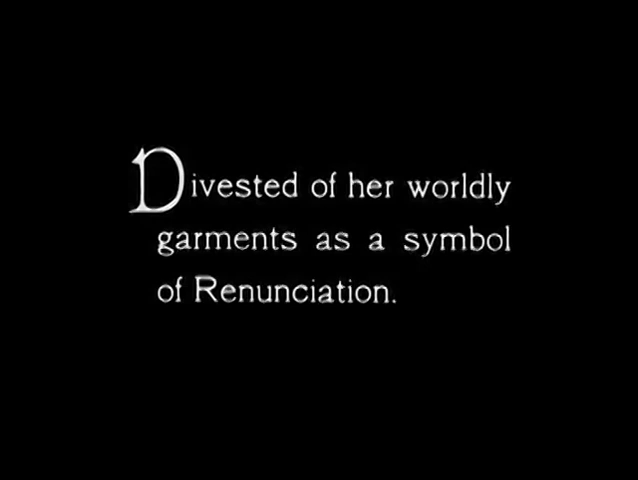 Divested of her worldly
garments as a symbol
of Renunciation.